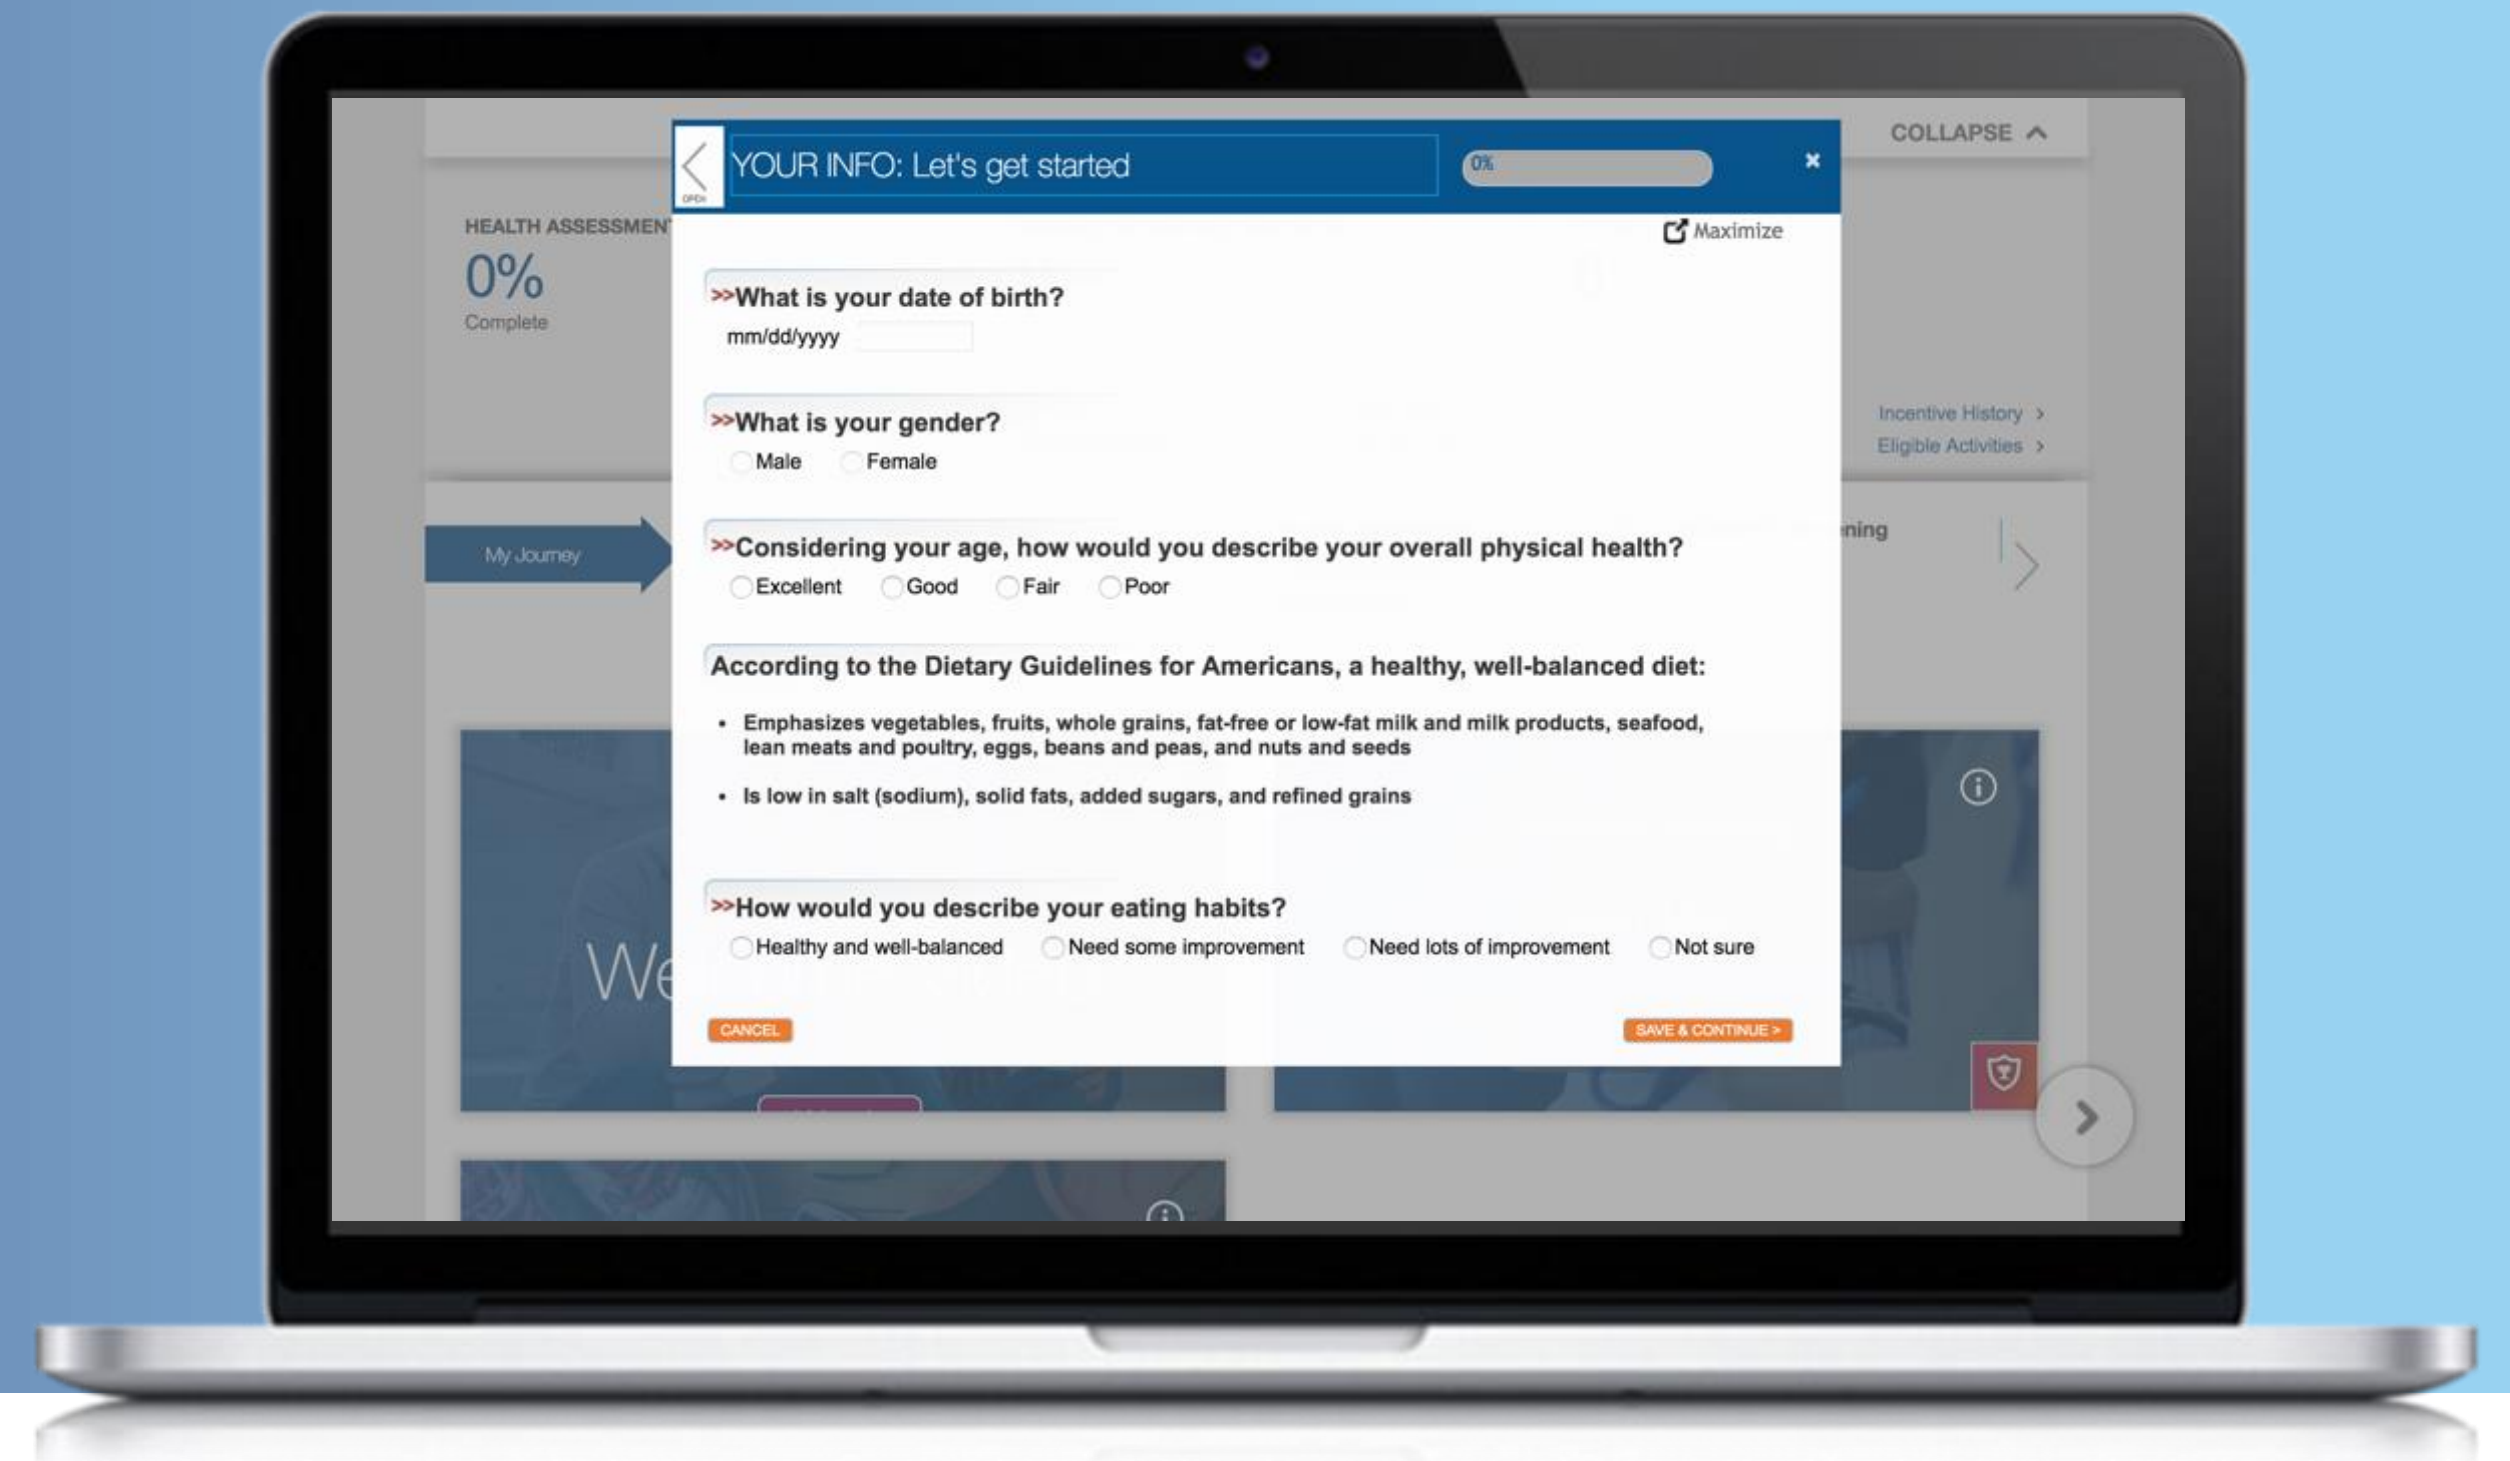 COLLAPSE
YOUR INFO: Let's get started
0%
OPEN
Maximize
HEALTH ASSESSMEN
0%
Complete
>>What is your date of birth?
mm/dd/yyyy
>>What is your gender?
Male Female
Incentive History >
Eligible Activities >
>>Considering your age, how would you describe your overall physical health?
Excellent Good Fair Poor
My Journey
ning
According to the Dietary Guidelines for Americans, a healthy, well-balanced diet:
• Emphasizes vegetables, fruits, whole grains, fat-free or low-fat milk and milk products, seafood,
lean meats and poultry, eggs, beans and peas, and nuts and seeds
• Is low in salt (sodium), solid fats, added sugars, and refined grains
>>How would you describe your eating habits?
Healthy and well-balanced Need some improvement Need lots of improvement Not sure
We
CANCEL
SAVE & CONTINUE >